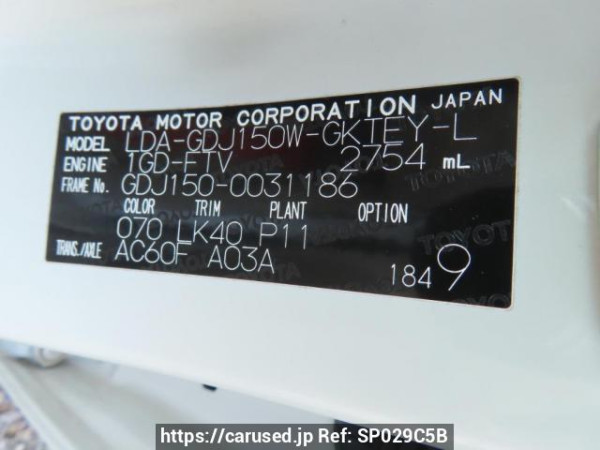 TOYOTA MOTOR CORPORATION JAPAN
MODEL LDA-GDJ150W-GKTEY-L
ENGINE 1GD-FTV 2754 mL
FRAME No. GDJ150-0031186
COLOR TRIM PLANT OPTION
070 LK40 P11
TRANS./AXLE AC60F A03A
1849
TOYOTA
https://carused.jp Ref: SP029C5B